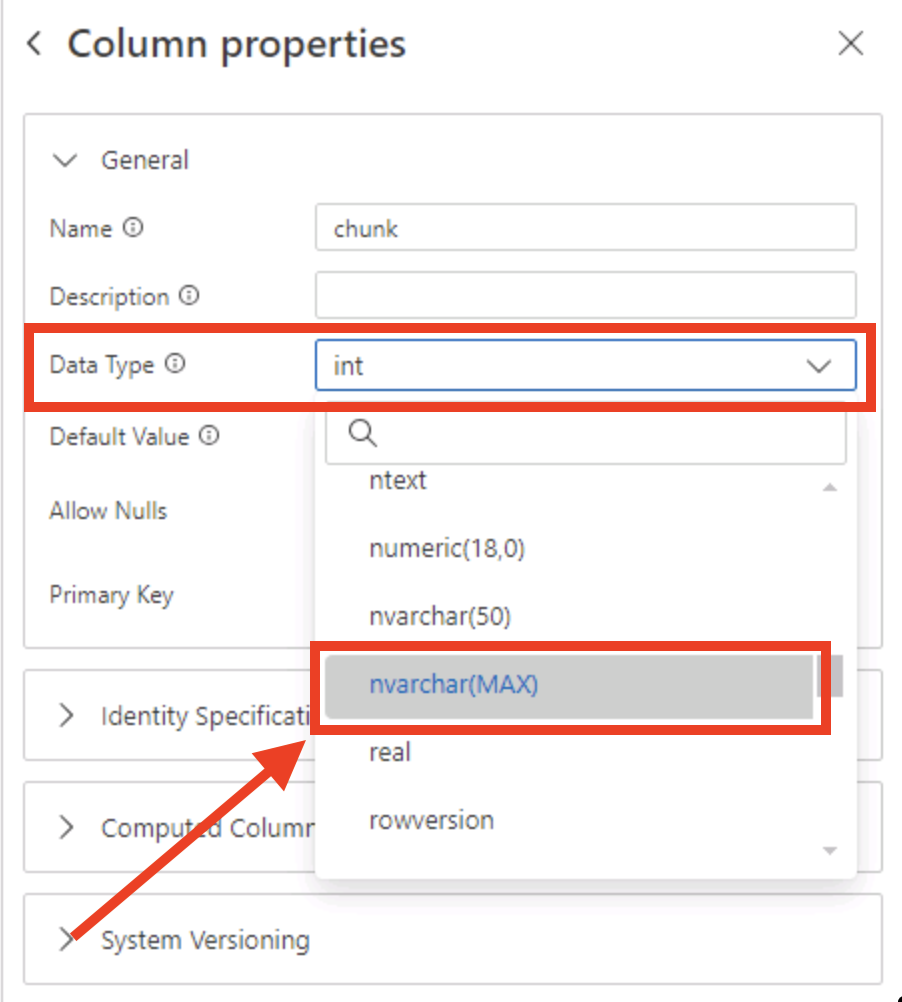 Column properties
General
Name
chunk
Description
Data Type
int
Default Value
ntext
Allow Nulls
numeric(18,0)
Primary Key
nvarchar(50)
nvarchar(MAX)
Identity Specificati
real
Computed Column
rowversion
System Versioning